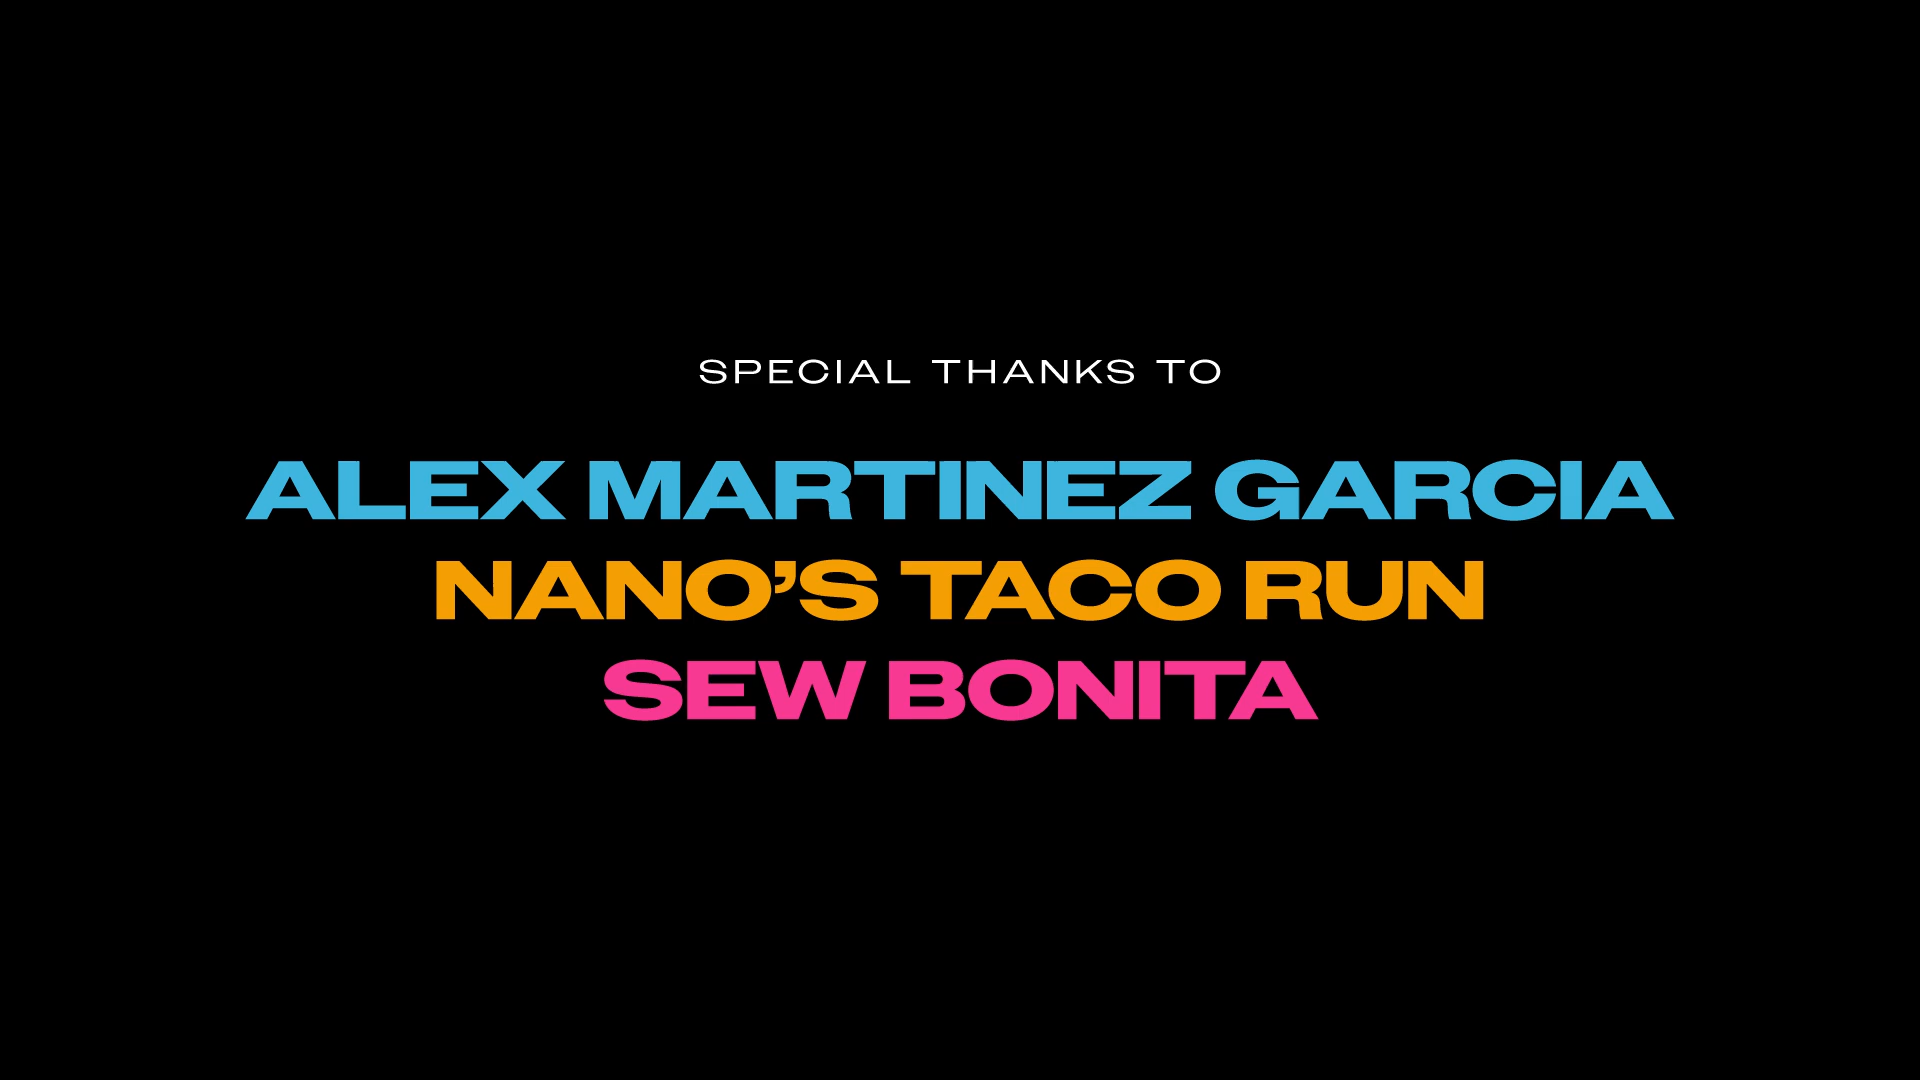 SPECIAL THANKS TO
ALEX MARTINEZ GARCIA
NANO’S TACO RUN
SEW BONITA